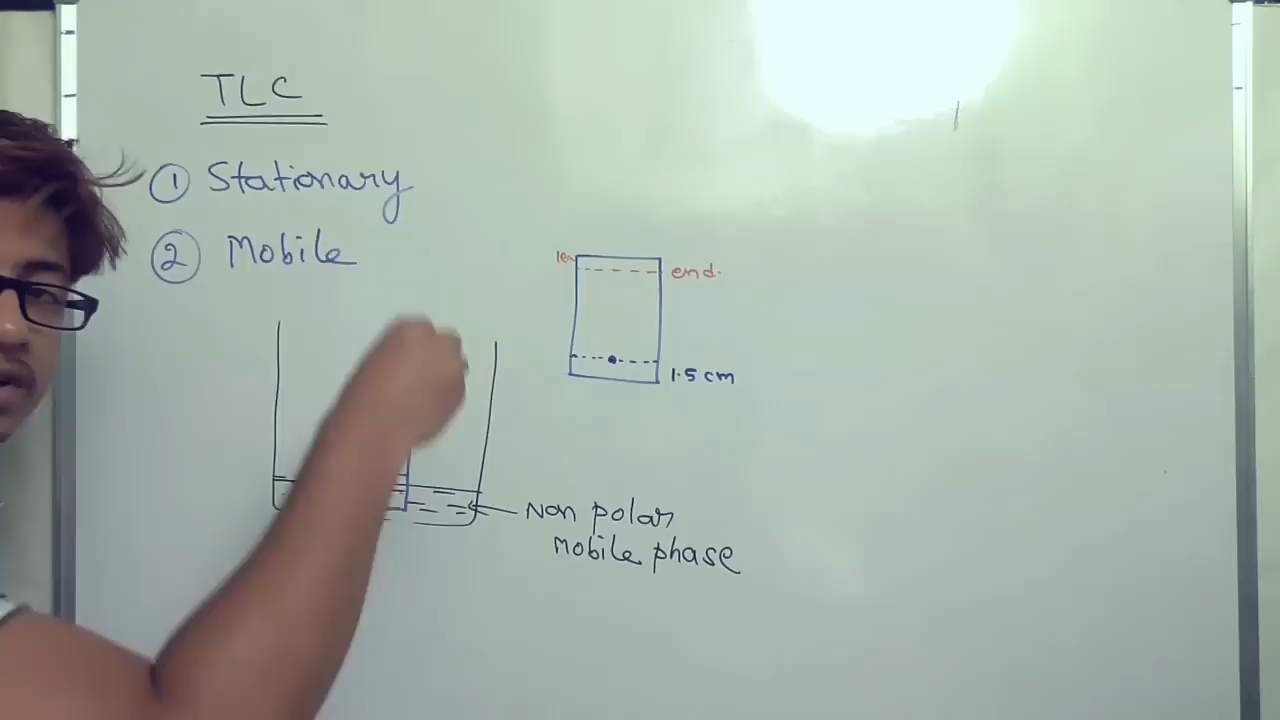 TLC
① Stationary
② Mobile
end.
1.5 cm
Non polar
mobile phase